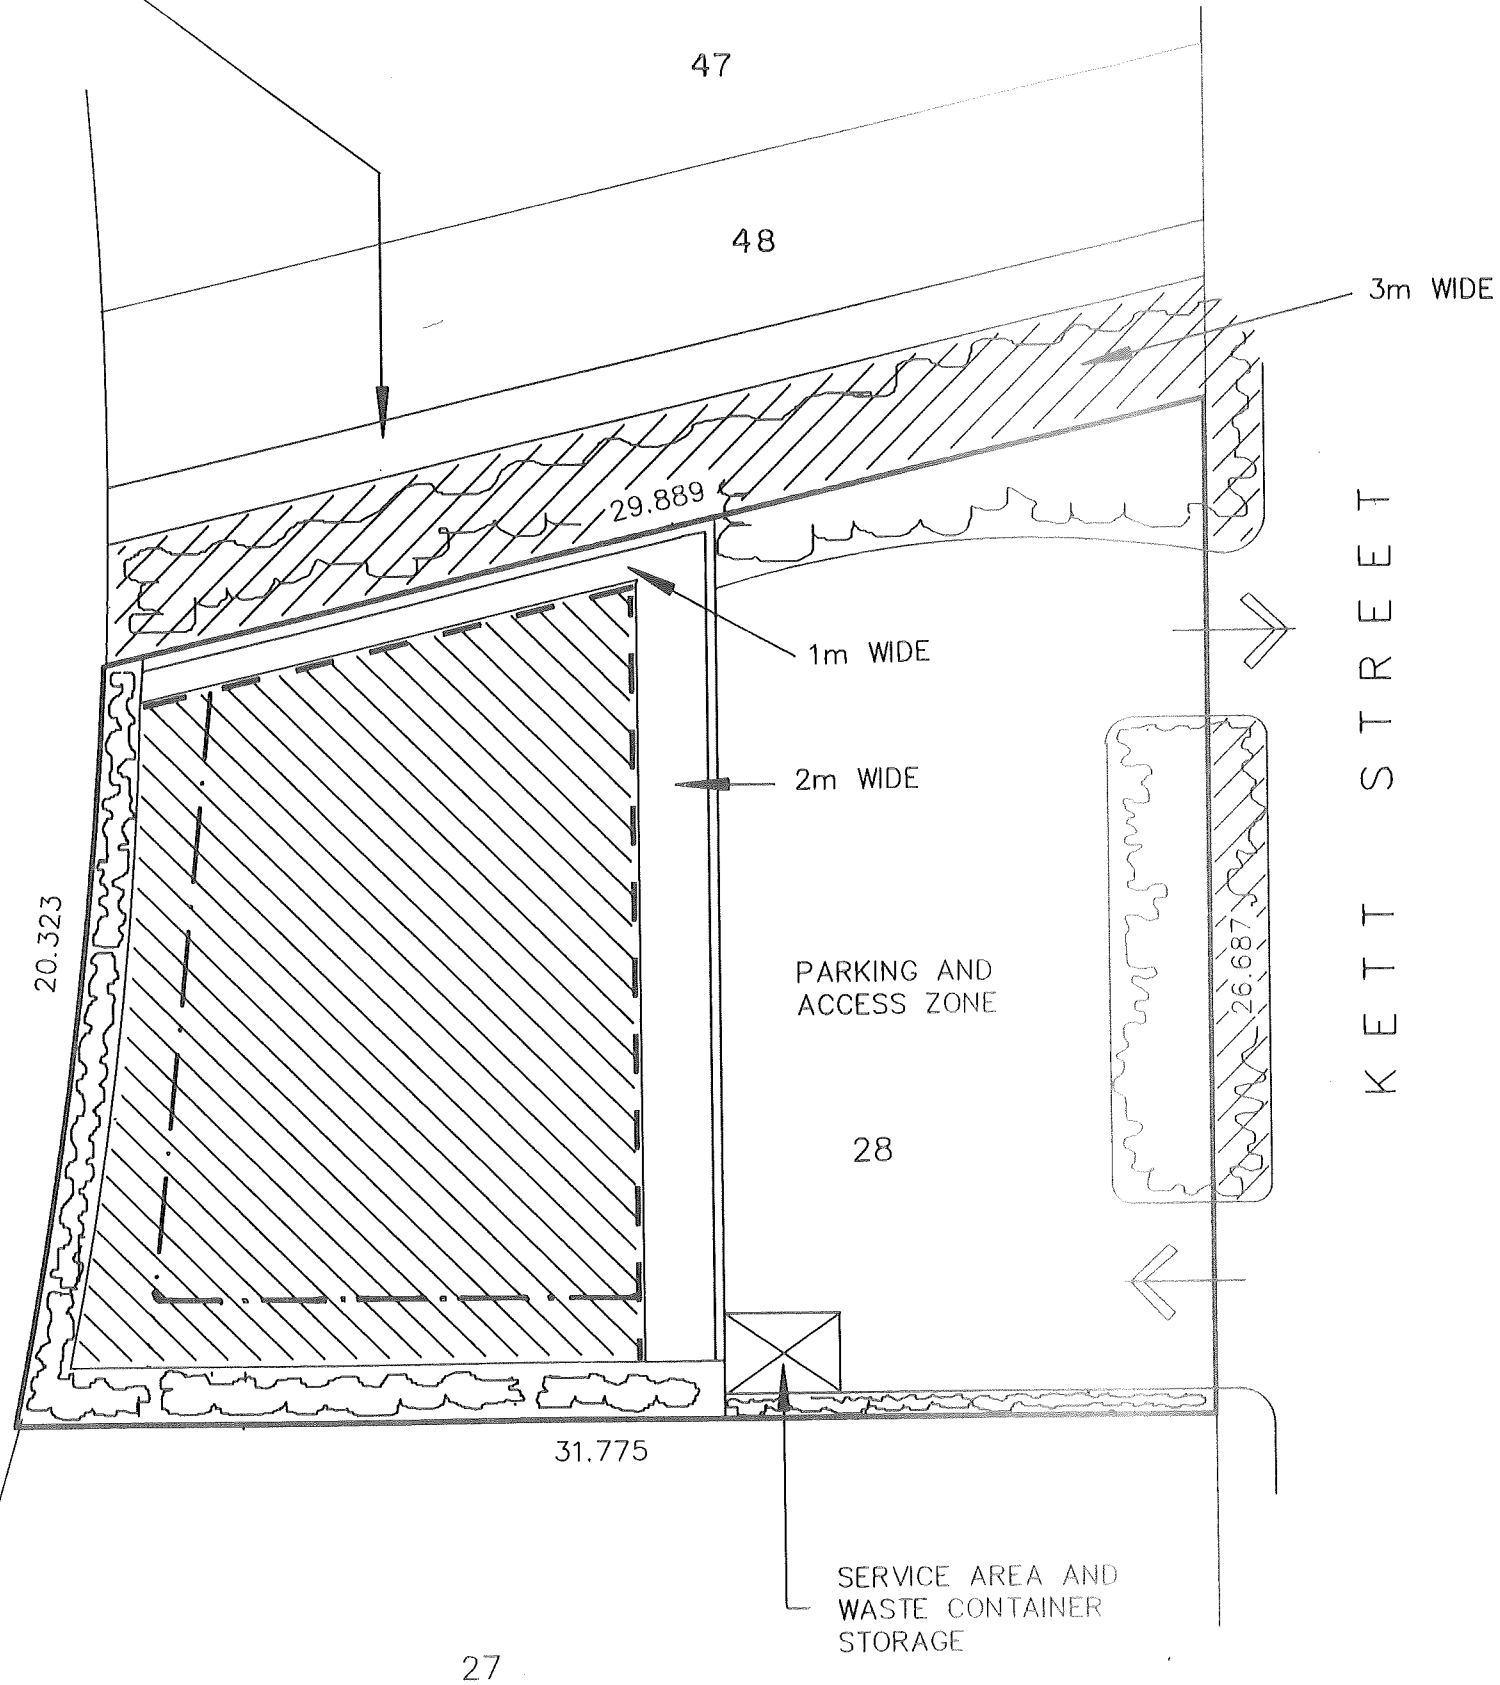 47
48
3m WIDE
29.889
1m WIDE
2m WIDE
KETT STREET
20.323
PARKING AND
ACCESS ZONE
26.687
28
31.775
SERVICE AREA AND
WASTE CONTAINER
STORAGE
27